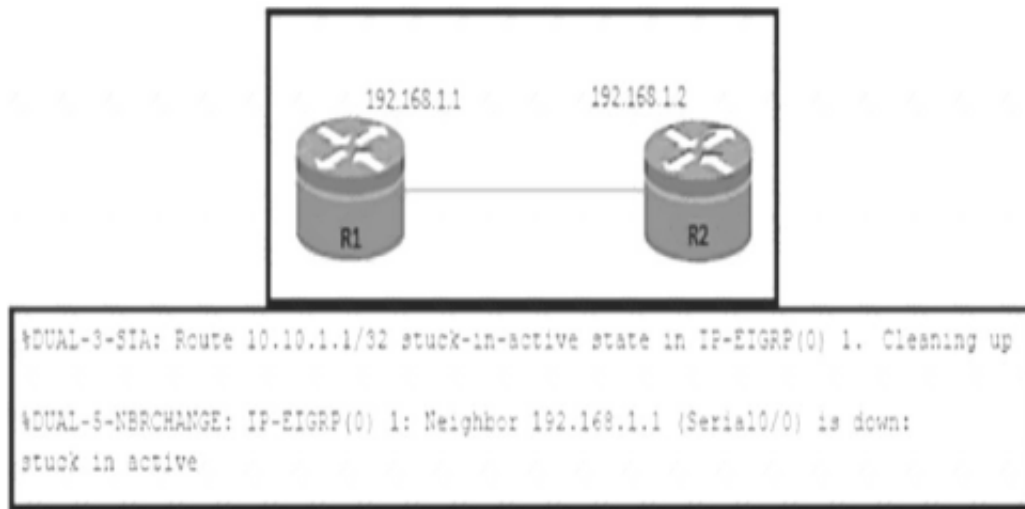 192.168.1.1 192.168.1.2
R1 R2
%DUAL-3-SIA: Route 10.10.1.1/32 stuck-in-active state in IP-EIGRP(0) 1. Cleaning up
%DUAL-5-NBRCHANGE: IP-EIGRP(0) 1: Neighbor 192.168.1.1 (Serial0/0) is down:
stuck in active